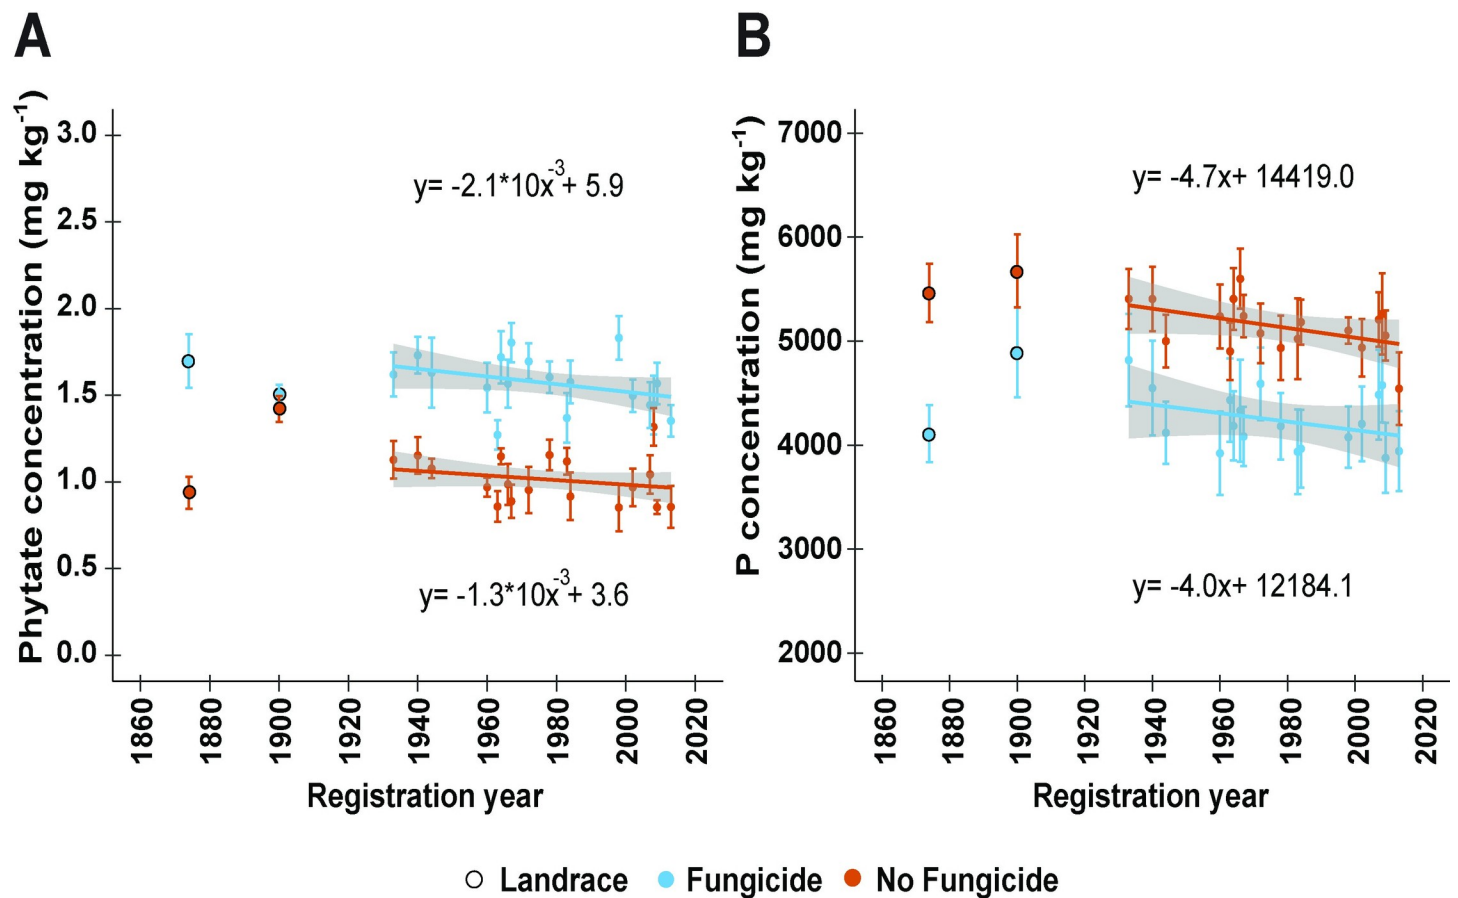 A
B
Phytate concentration (mg kg-1)
3.0
2.5
2.0
1.5
1.0
0.5
0.0
y= -2.1*10x-3+ 5.9
y= -1.3*10x-3+ 3.6
1860
1880
1900
1920
1940
1960
1980
2000
2020
Registration year
P concentration (mg kg-1)
7000
6000
5000
4000
3000
2000
y= -4.7x+ 14419.0
y= -4.0x+ 12184.1
1860
1880
1900
1920
1940
1960
1980
2000
2020
Registration year
Landrace Fungicide No Fungicide